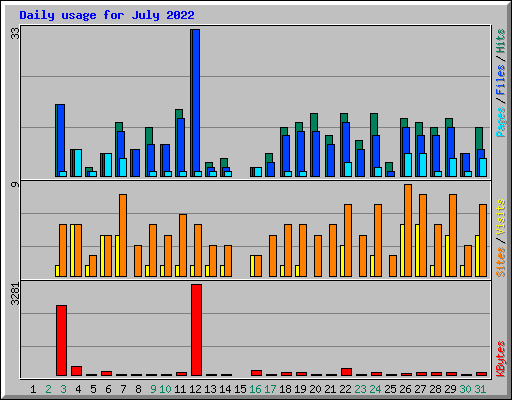 Daily usage for July 2022
33
Pages / Files / Hits
9
Sites / Visits
3281
KBytes
1 2 3 4 5 6 7 8 9 10 11 12 13 14 15 16 17 18 19 20 21 22 23 24 25 26 27 28 29 30 31